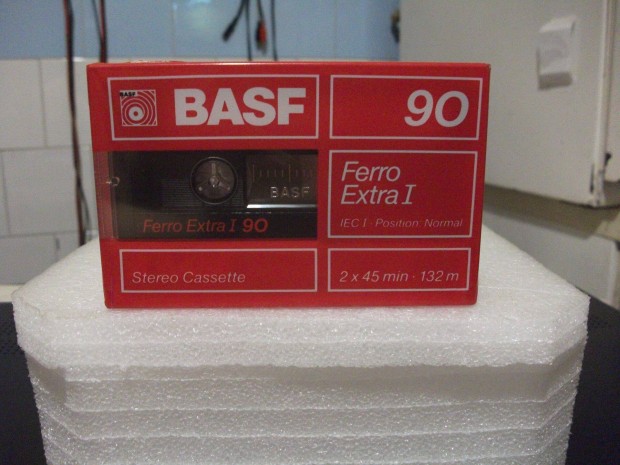 BASF
BASF
90
BASF
Ferro Extra I 90
Ferro
Extra I
IEC I · Position: Normal
Stereo Cassette
2 x 45 min · 132 m